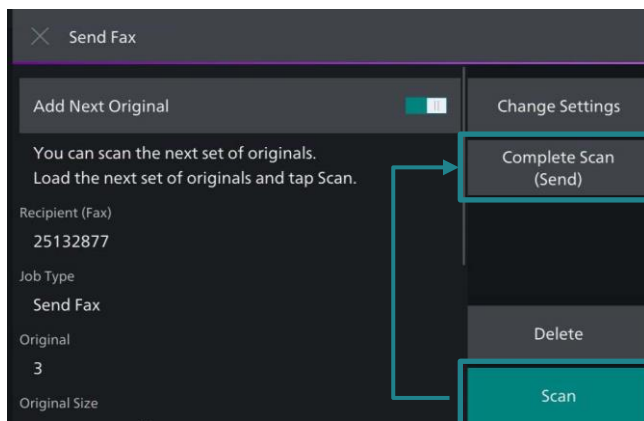 Send Fax
Add Next Original
Change Settings
You can scan the next set of originals.
Load the next set of originals and tap Scan.
Complete Scan
(Send)
Recipient (Fax)
25132877
Job Type
Send Fax
Original
3
Original Size
Delete
Scan